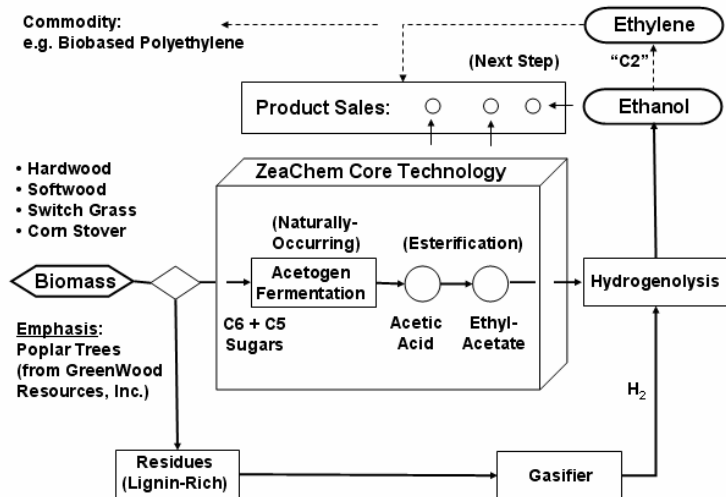 Commodity:
e.g. Biobased Polyethylene
Ethylene
(Next Step)
“C2”
Product Sales:
Ethanol
• Hardwood
• Softwood
• Switch Grass
• Corn Stover
ZeaChem Core Technology
(Naturally-
Occurring)
(Esterification)
Biomass
Acetogen
Fermentation
Hydrogenolysis
C6 + C5
Sugars
Acetic
Acid
Ethyl-
Acetate
Emphasis:
Poplar Trees
(from GreenWood
Resources, Inc.)
H2
Residues
(Lignin-Rich)
Gasifier